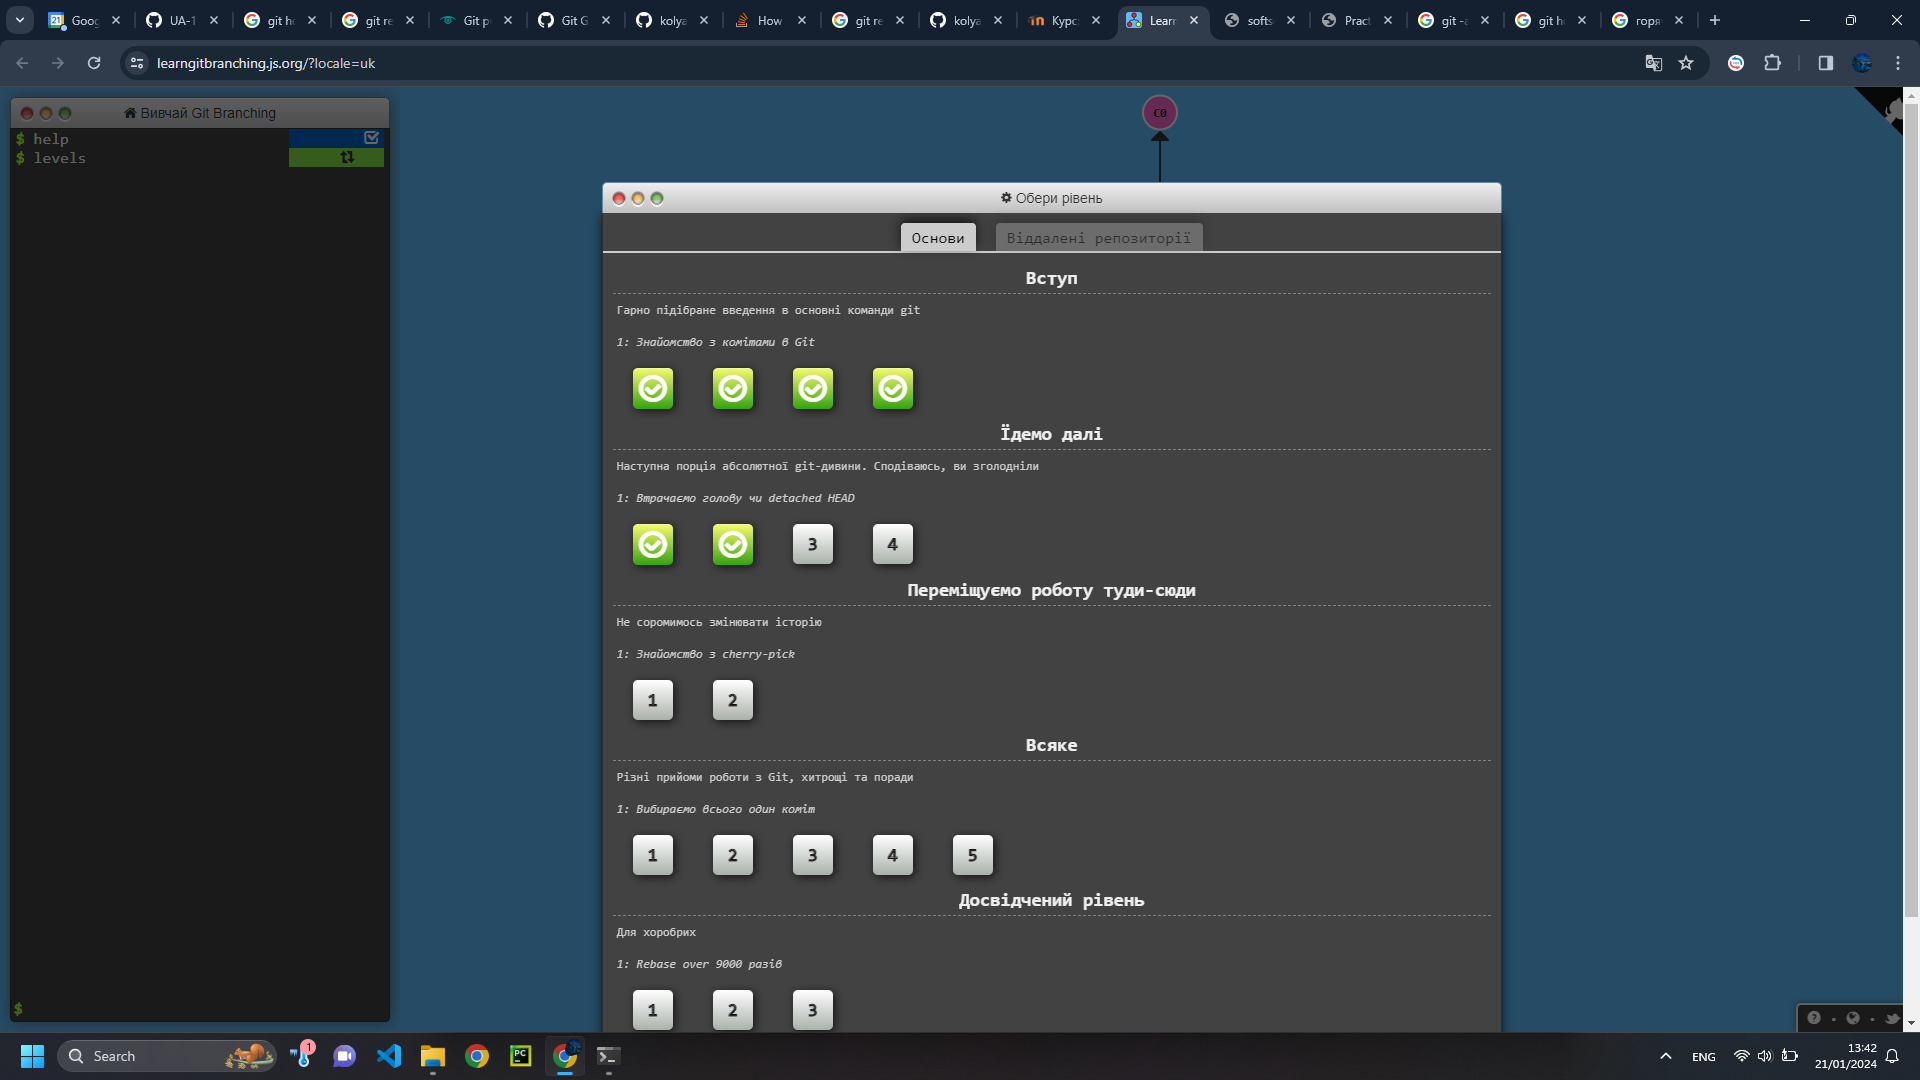 21
Goog
UA-1
git h
git re
Git p
Git G
kolya
How
git re
kolya
Курс
Learn
softs
Pract
git -a
git h
горя
learngitbranching.js.org/?locale=uk
Вивчай Git Branching
$ help
$ levels
$
C0
Обери рівень
Основи
Віддалені репозиторії
Вступ
Гарно підібране введення в основні команди git
1: Знайомство з комітами в Git
Їдемо далі
Наступна порція абсолютної git-дивини. Сподіваюсь, ви зголодніли
1: Втрачаємо голову чи detached HEAD
3 4
Переміщуємо роботу туди-сюди
Не соромимось змінювати історію
1: Знайомство з cherry-pick
1 2
Всяке
Різні прийоми роботи з Git, хитрощі та поради
1: Вибираємо всього один коміт
1 2 3 4 5
Досвідчений рівень
Для хоробрих
1: Rebase over 9000 разів
1 2 3
Search
1
PC
ENG
13:42
21/01/2024